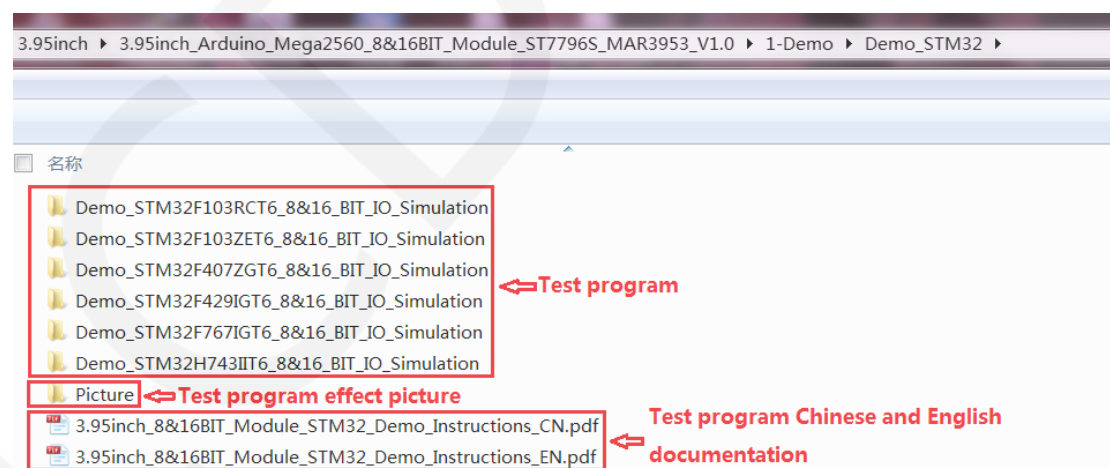 3.95inch ▸ 3.95inch_Arduino_Mega2560_8&16BIT_Module_ST7796S_MAR3953_V1.0 ▸ 1-Demo ▸ Demo_STM32 ▸
名称
Demo_STM32F103RCT6_8&16_BIT_IO_Simulation
Demo_STM32F103ZET6_8&16_BIT_IO_Simulation
Demo_STM32F407ZGT6_8&16_BIT_IO_Simulation
Test program
Demo_STM32F429IGT6_8&16_BIT_IO_Simulation
Demo_STM32F767IGT6_8&16_BIT_IO_Simulation
Demo_STM32H743IIT6_8&16_BIT_IO_Simulation
Picture Test program effect picture
3.95inch_8&16BIT_Module_STM32_Demo_Instructions_CN.pdf
3.95inch_8&16BIT_Module_STM32_Demo_Instructions_EN.pdf
Test program Chinese and English
documentation